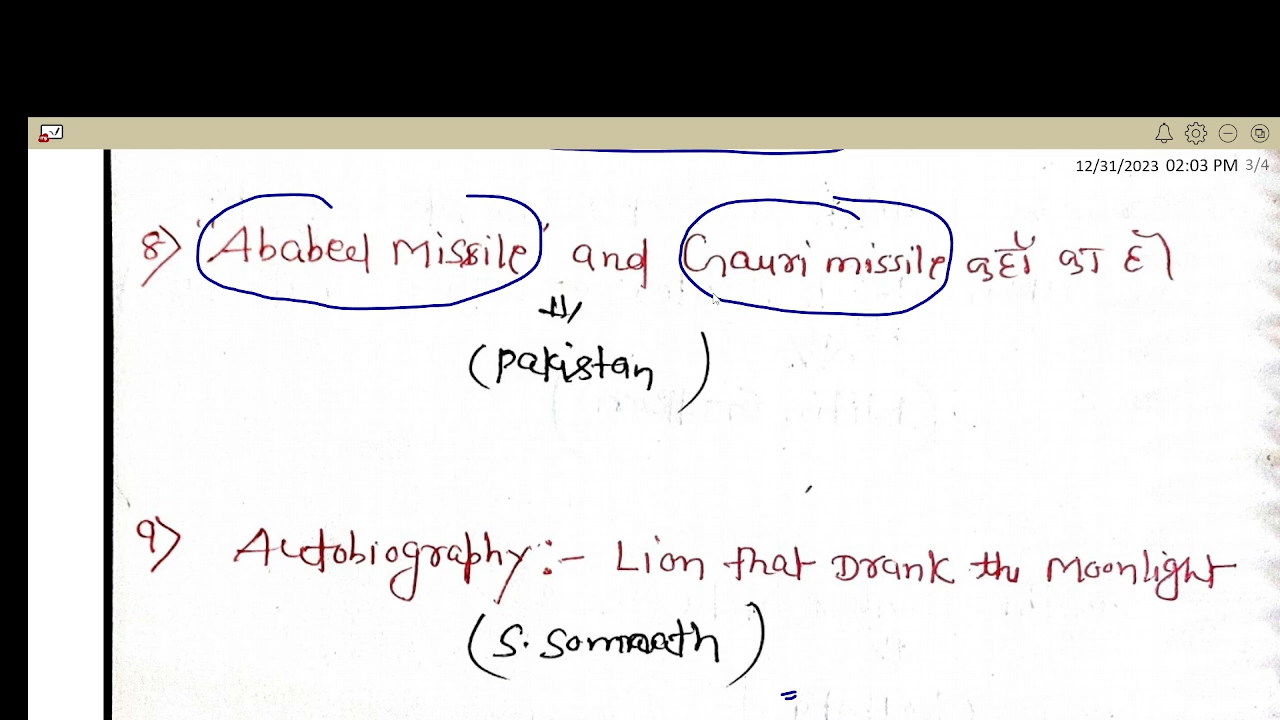 12/31/2023 02:03 PM 3/4
8) "Ababeel Missile" and Gauri missile कहाँ का है।
(Pakistan)
9) Autobiography:- Lion that Drank the Moonlight
(S. Somnath)